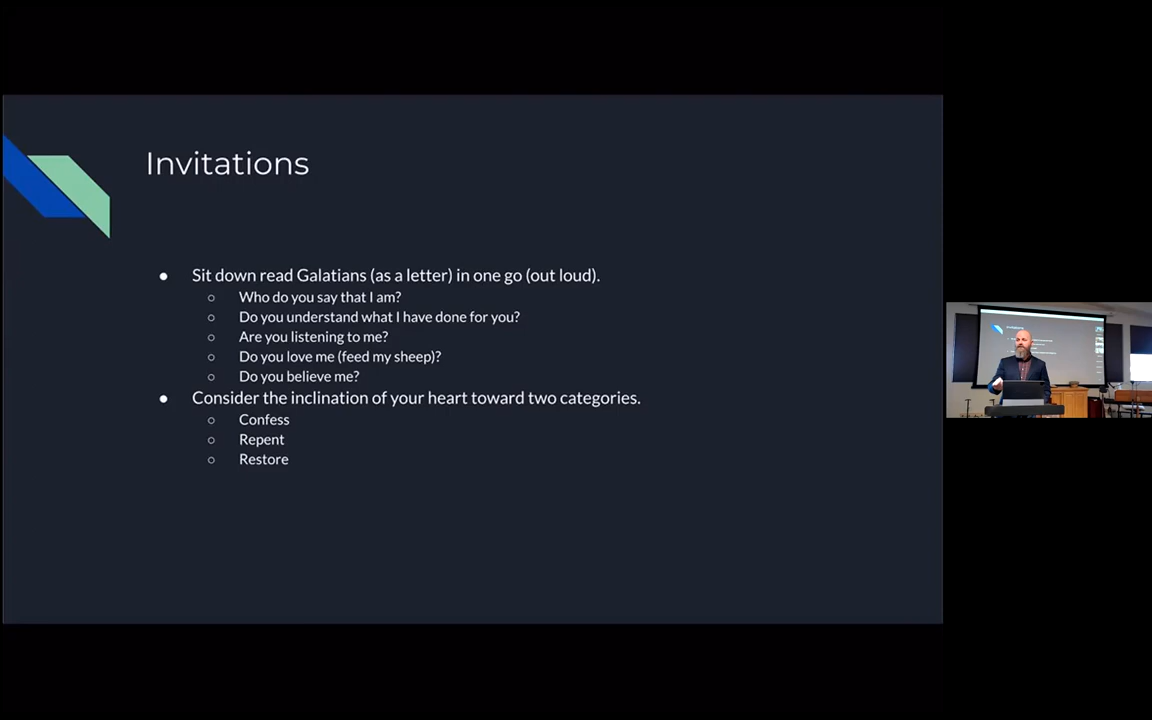 Invitations
● Sit down read Galatians (as a letter) in one go (out loud).
○ Who do you say that I am?
○ Do you understand what I have done for you?
○ Are you listening to me?
○ Do you love me (feed my sheep)?
○ Do you believe me?
● Consider the inclination of your heart toward two categories.
○ Confess
○ Repent
○ Restore